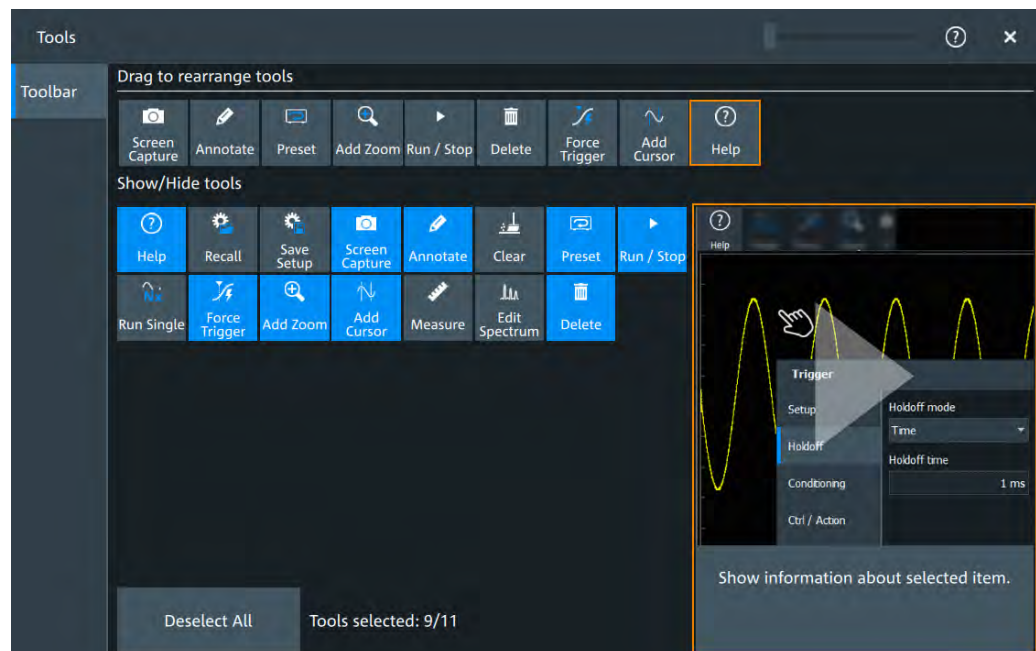 Tools
Toolbar
Drag to rearrange tools
Screen Capture
Annotate
Preset
Add Zoom
Run / Stop
Delete
Force Trigger
Add Cursor
Help
Show/Hide tools
Help
Recall
Save Setup
Screen Capture
Annotate
Clear
Preset
Run / Stop
Run Single
Force Trigger
Add Zoom
Add Cursor
Measure
Edit Spectrum
Delete
Help
Trigger
Setup
Holdoff
Conditioning
Ctrl / Action
Holdoff mode
Time
Holdoff time
1 ms
Show information about selected item.
Deselect All
Tools selected: 9/11